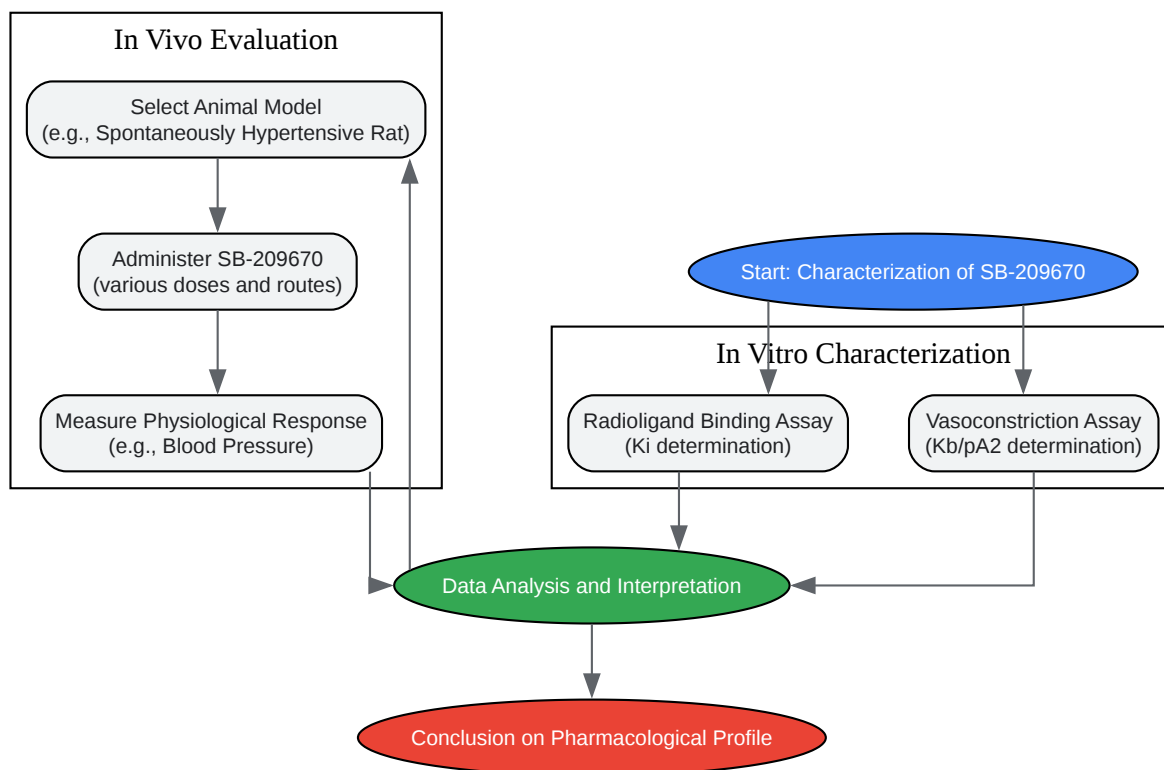 In Vivo Evaluation
Select Animal Model
(e.g., Spontaneously Hypertensive Rat)
Administer SB-209670
(various doses and routes)
Measure Physiological Response
(e.g., Blood Pressure)
Start: Characterization of SB-209670
In Vitro Characterization
Radioligand Binding Assay
(Ki determination)
Vasoconstriction Assay
(Kb/pA2 determination)
Data Analysis and Interpretation
Conclusion on Pharmacological Profile